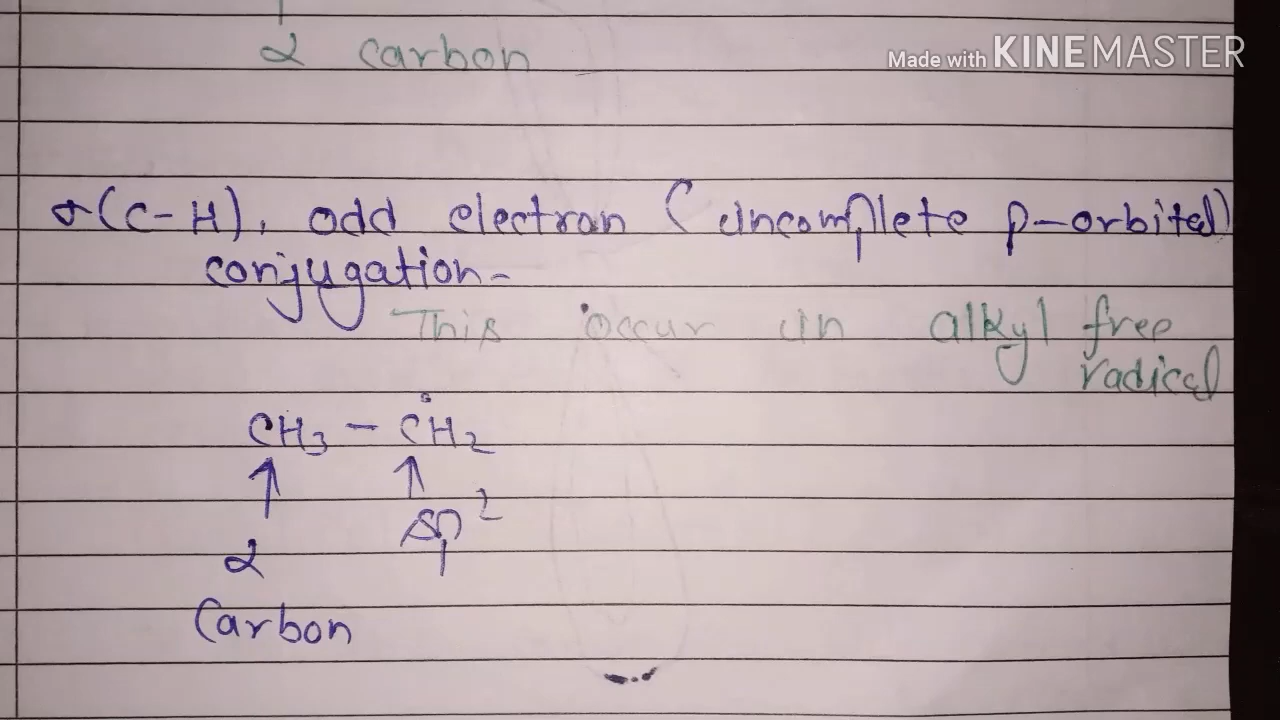 α carbon
Made with KINEMASTER
σ(C-H), odd electron (incomplete p-orbital)
conjugation-
This occur in alkyl free
radical
CH₃ - ĊH₂
↑ ↑
α sp²
Carbon